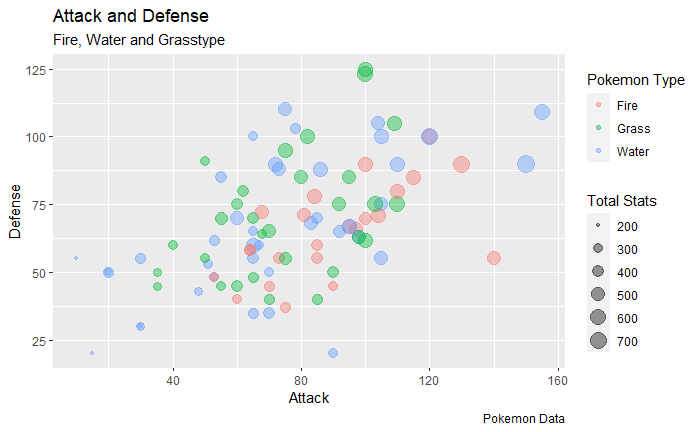 Attack and Defense
Fire, Water and Grasstype
125
100
75
50
25
Defense
40
80
120
160
Attack
Pokemon Data
Pokemon Type
Fire
Grass
Water
Total Stats
200
300
400
500
600
700